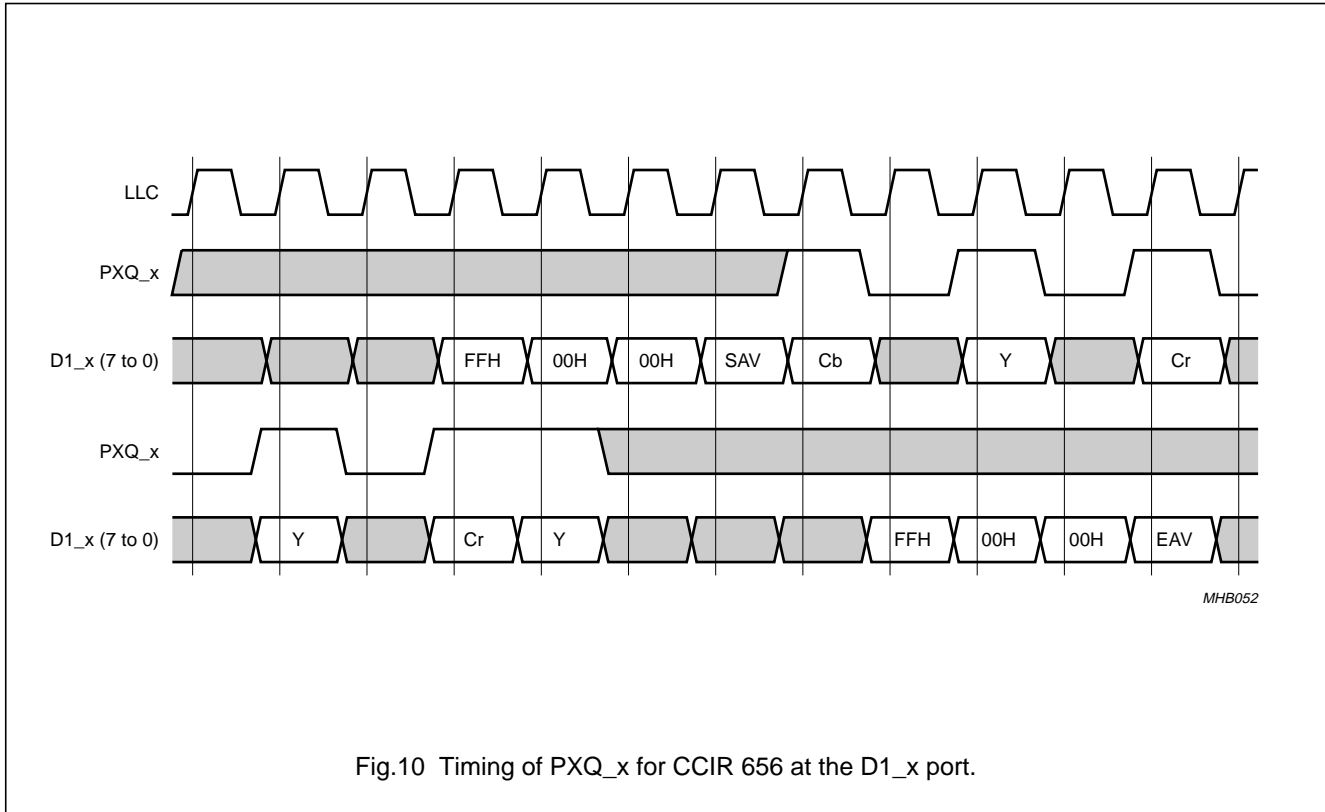 LLC
PXQ_x
D1_x (7 to 0) FFH 00H 00H SAV Cb Y Cr
PXQ_x
D1_x (7 to 0) Y Cr Y FFH 00H 00H EAV
MHB052
Fig.10 Timing of PXQ_x for CCIR 656 at the D1_x port.